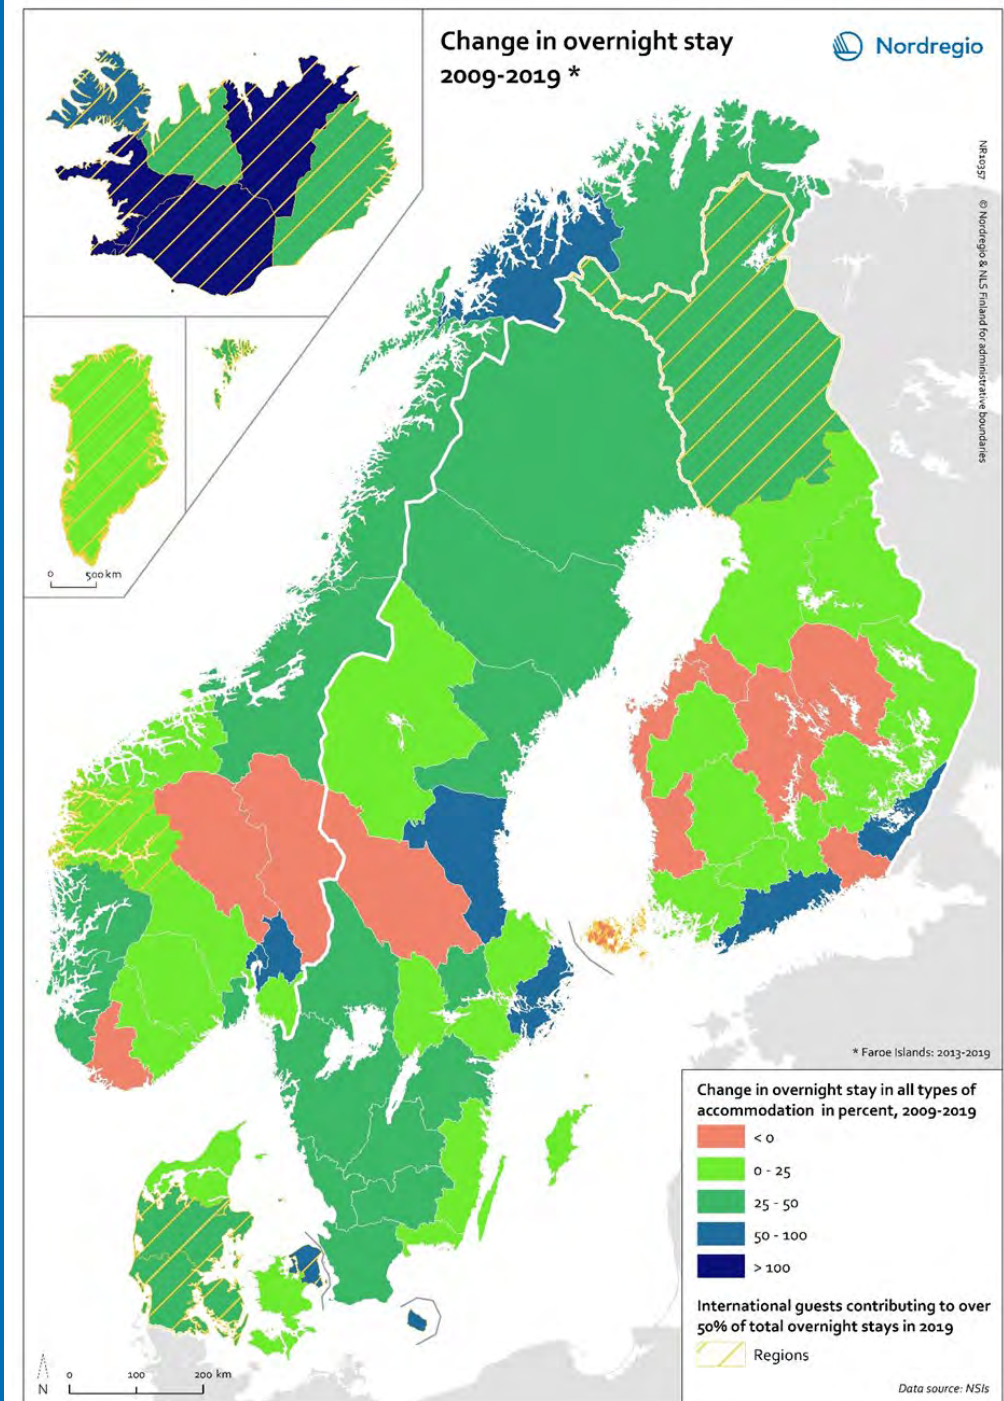 Change in overnight stay
2009-2019 *
Nordregio
NR10357
© Nordregio & NLS Finland for administrative boundaries
0 500 km
* Faroe Islands: 2013-2019
Change in overnight stay in all types of
accommodation in percent, 2009-2019
< 0
0 - 25
25 - 50
50 - 100
> 100
International guests contributing to over
50% of total overnight stays in 2019
Regions
N
0 100 200 km
Data source: NSIs